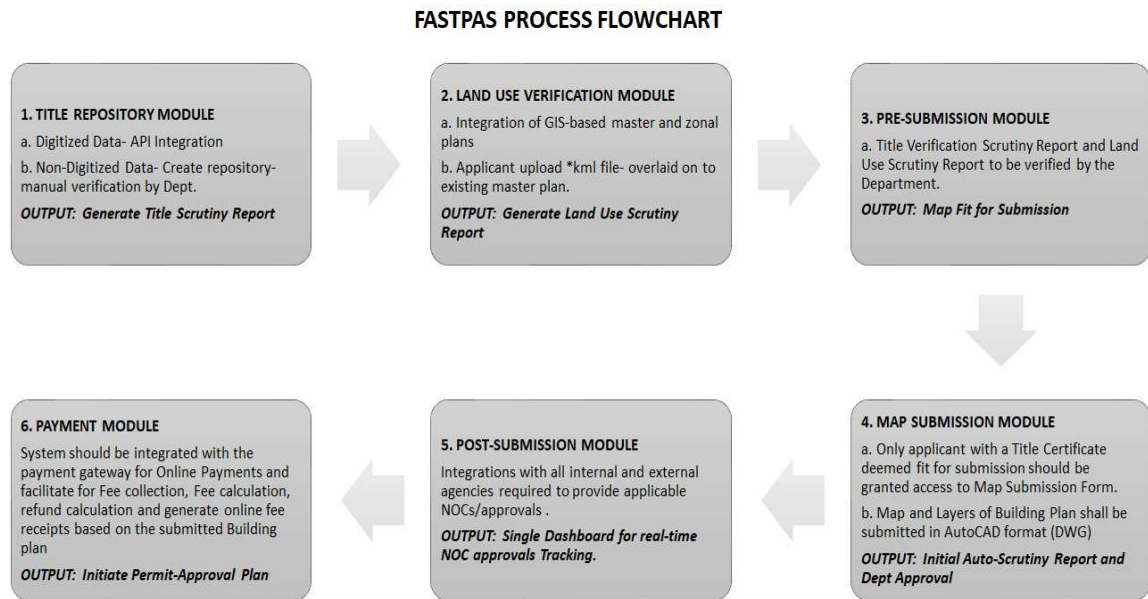 FASTPAS PROCESS FLOWCHART
1. TITLE REPOSITORY MODULE
a. Digitized Data- API Integration
b. Non-Digitized Data- Create repository-
manual verification by Dept.
OUTPUT: Generate Title Scrutiny Report
2. LAND USE VERIFICATION MODULE
a. Integration of GIS-based master and zonal
plans
b. Applicant upload *kml file- overlaid on to
existing master plan.
OUTPUT: Generate Land Use Scrutiny
Report
3. PRE-SUBMISSION MODULE
a. Title Verification Scrutiny Report and Land
Use Scrutiny Report to be verified by the
Department.
OUTPUT: Map Fit for Submission
4. MAP SUBMISSION MODULE
a. Only applicant with a Title Certificate
deemed fit for submission should be
granted access to Map Submission Form.
b. Map and Layers of Building Plan shall be
submitted in AutoCAD format (DWG)
OUTPUT: Initial Auto-Scrutiny Report and
Dept Approval
5. POST-SUBMISSION MODULE
Integrations with all internal and external
agencies required to provide applicable
NOCs/approvals .
OUTPUT: Single Dashboard for real-time
NOC approvals Tracking.
6. PAYMENT MODULE
System should be integrated with the
payment gateway for Online Payments and
facilitate for Fee collection, Fee calculation,
refund calculation and generate online fee
receipts based on the submitted Building
plan
OUTPUT: Initiate Permit-Approval Plan